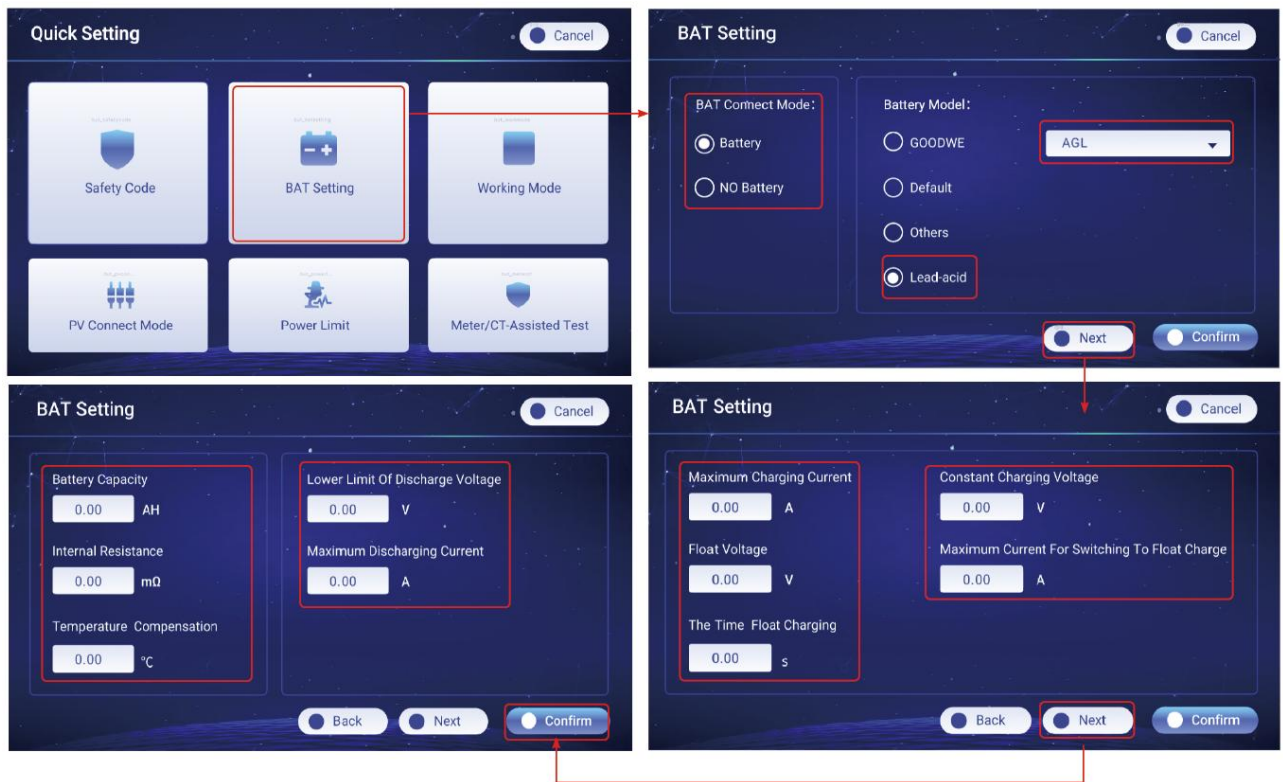 Quick Setting
Cancel
Safety Code
BAT Setting
Working Mode
PV Connect Mode
Power Limit
Meter/CT-Assisted Test
BAT Setting
Cancel
BAT Connect Mode:
Battery
NO Battery
Battery Model:
GOODWE
AGL
Default
Others
Lead-acid
Next
Confirm
BAT Setting
Cancel
Battery Capacity
0.00 AH
Internal Resistance
0.00 mΩ
Temperature Compensation
0.00 °C
Lower Limit Of Discharge Voltage
0.00 V
Maximum Discharging Current
0.00 A
Back
Next
Confirm
BAT Setting
Cancel
Maximum Charging Current
0.00 A
Float Voltage
0.00 V
The Time Float Charging
0.00 s
Constant Charging Voltage
0.00 V
Maximum Current For Switching To Float Charge
0.00 A
Back
Next
Confirm